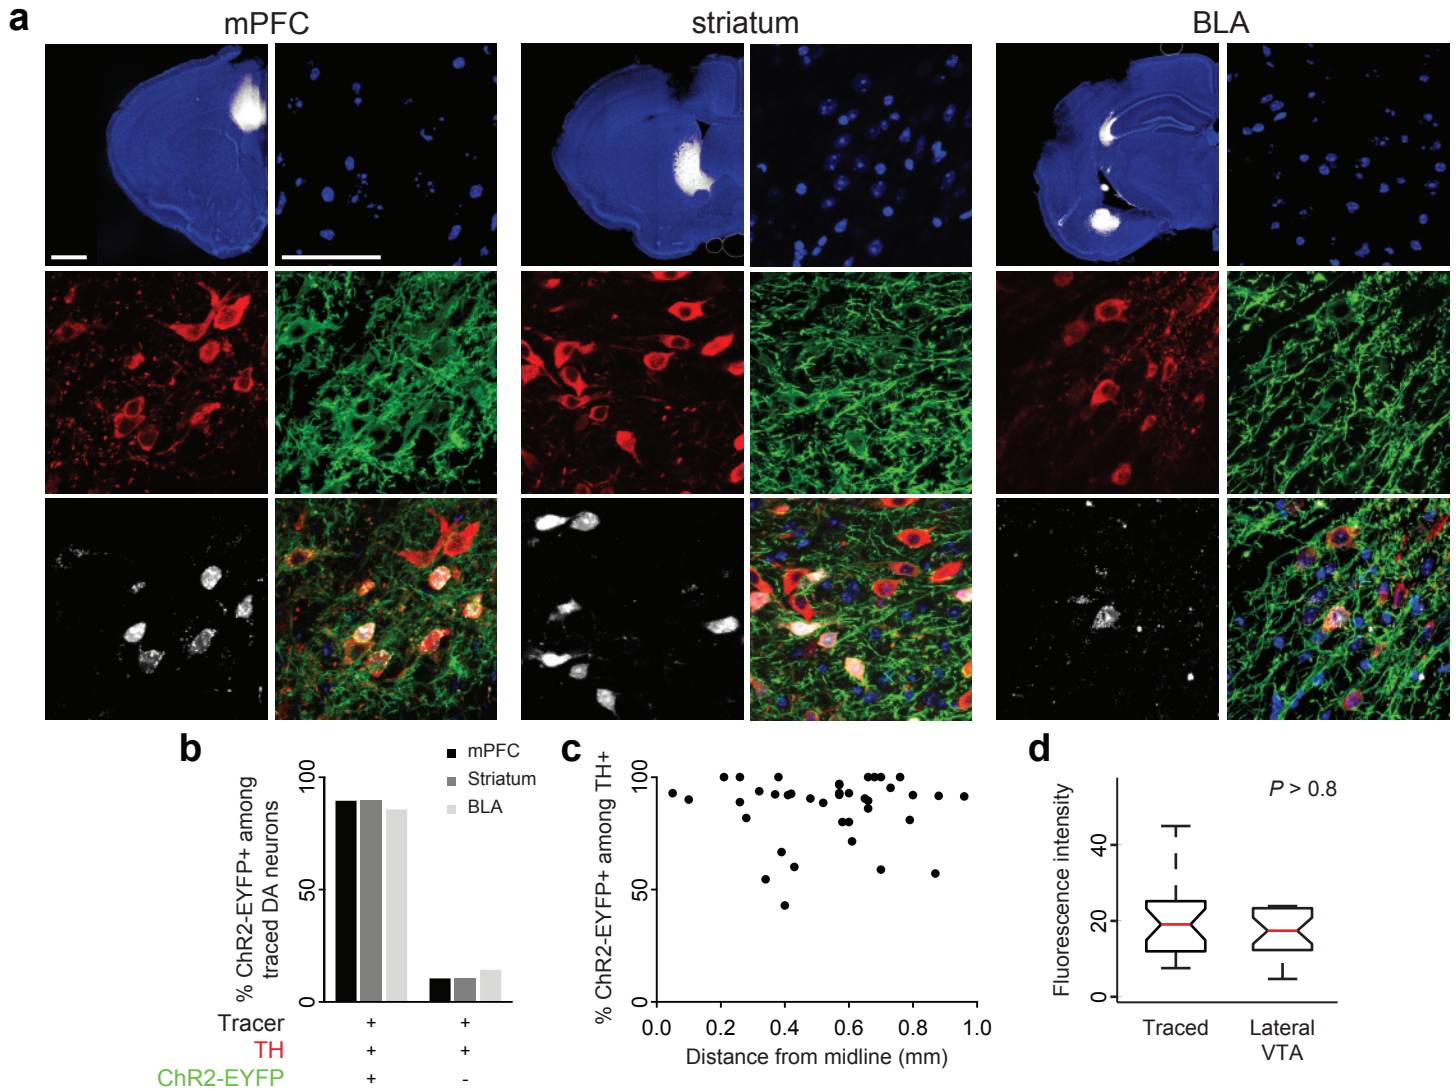 a
mPFC
striatum
BLA
b
mPFC
Striatum
BLA
% ChR2-EYFP+ among
traced DA neurons
100
50
0
Tracer + +
TH + +
ChR2-EYFP + -
c
% ChR2-EYFP+ among TH+
100
50
0
0.0 0.2 0.4 0.6 0.8 1.0
Distance from midline (mm)
d
P > 0.8
Fluorescence intensity
40
20
0
Traced
Lateral
VTA